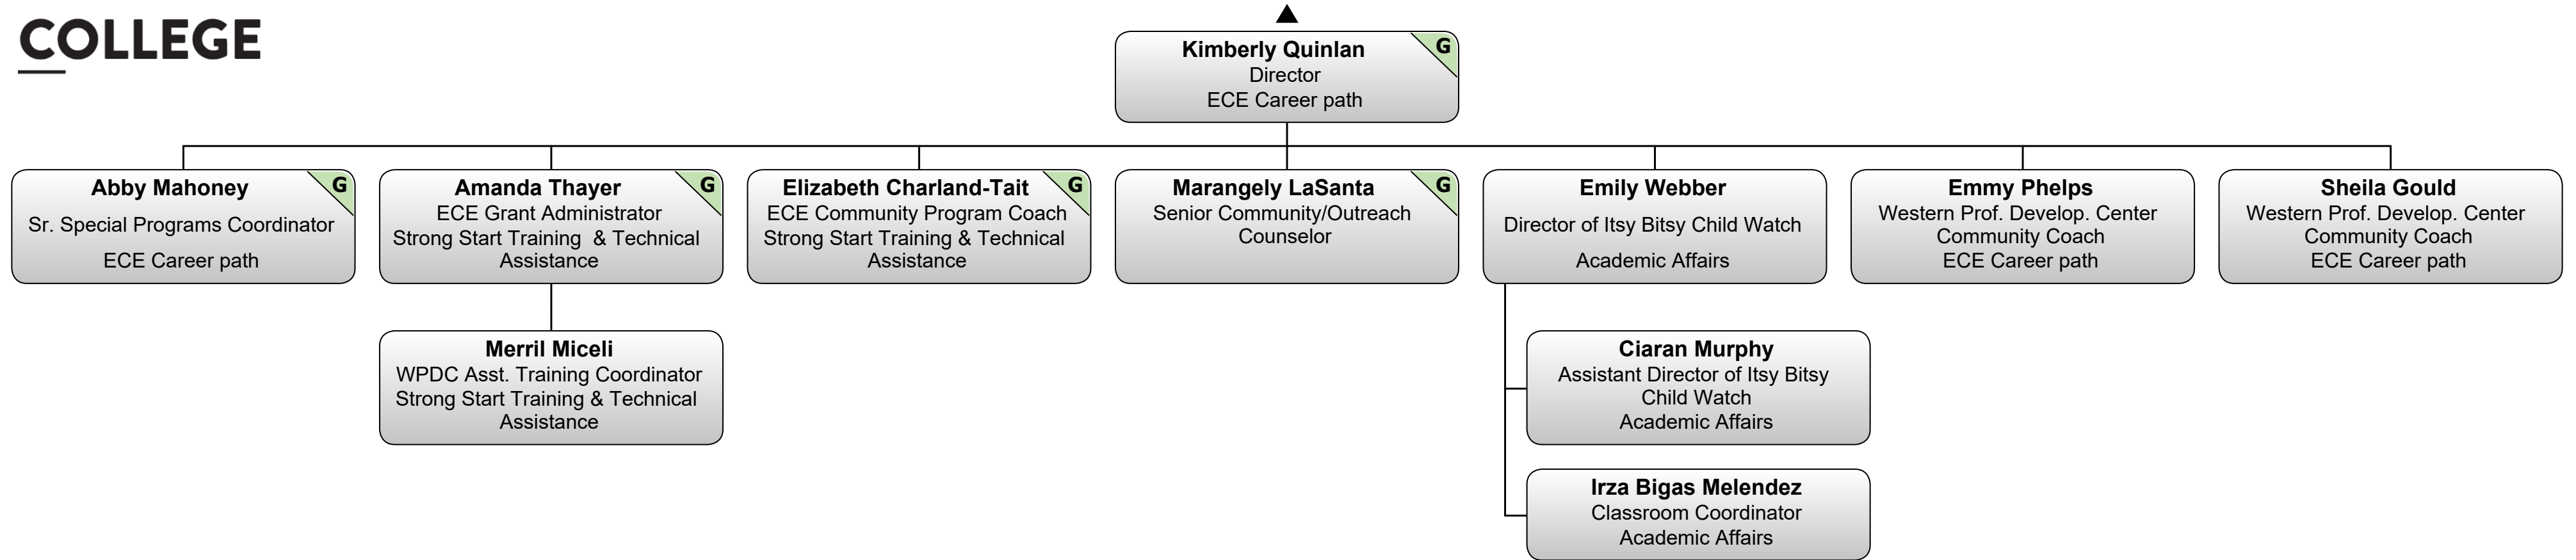 COLLEGE
Kimberly Quinlan
G
Director
ECE Career path
Abby Mahoney
G
Sr. Special Programs Coordinator
ECE Career path
Amanda Thayer
G
ECE Grant Administrator
Strong Start Training & Technical
Assistance
Elizabeth Charland-Tait
G
ECE Community Program Coach
Strong Start Training & Technical
Assistance
Marangely LaSanta
G
Senior Community/Outreach
Counselor
Emily Webber
Director of Itsy Bitsy Child Watch
Academic Affairs
Emmy Phelps
Western Prof. Develop. Center
Community Coach
ECE Career path
Sheila Gould
Western Prof. Develop. Center
Community Coach
ECE Career path
Merril Miceli
WPDC Asst. Training Coordinator
Strong Start Training & Technical
Assistance
Ciaran Murphy
Assistant Director of Itsy Bitsy
Child Watch
Academic Affairs
Irza Bigas Melendez
Classroom Coordinator
Academic Affairs